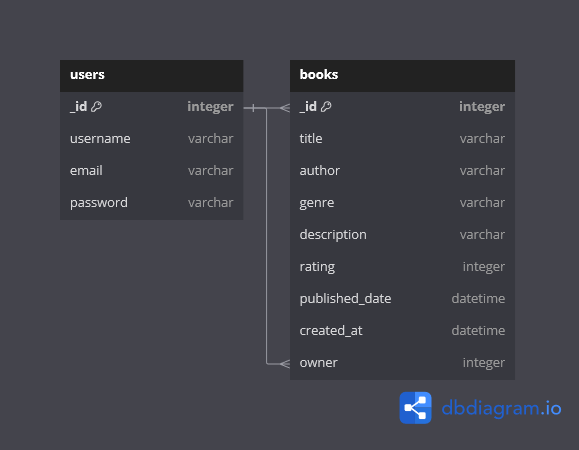 users
_id integer
username varchar
email varchar
password varchar
books
_id integer
title varchar
author varchar
genre varchar
description varchar
rating integer
published_date datetime
created_at datetime
owner integer
dbdiagram.io